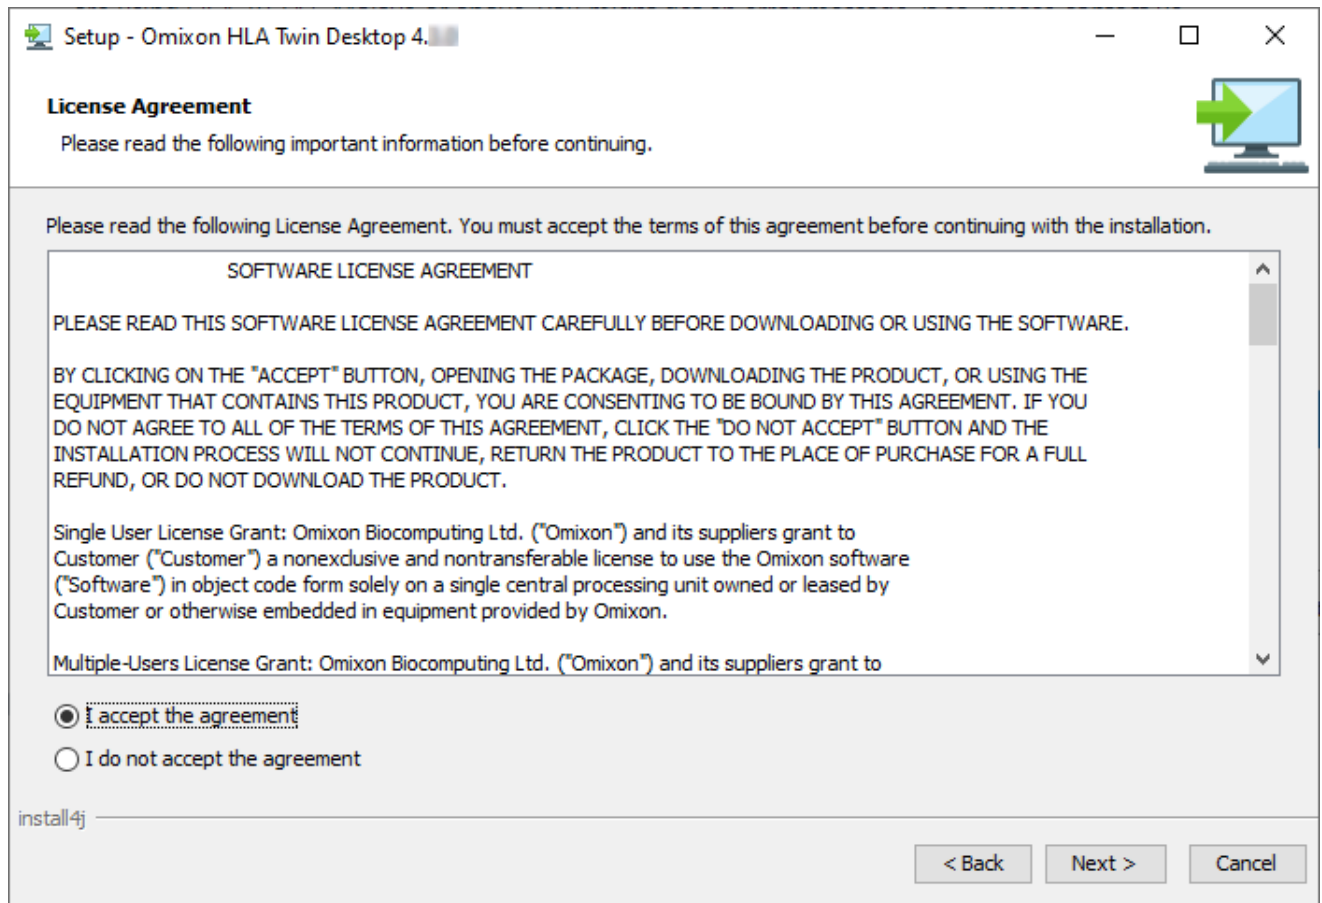 Setup - Omixon HLA Twin Desktop 4.
License Agreement
Please read the following important information before continuing.
Please read the following License Agreement. You must accept the terms of this agreement before continuing with the installation.
SOFTWARE LICENSE AGREEMENT
PLEASE READ THIS SOFTWARE LICENSE AGREEMENT CAREFULLY BEFORE DOWNLOADING OR USING THE SOFTWARE.
BY CLICKING ON THE "ACCEPT" BUTTON, OPENING THE PACKAGE, DOWNLOADING THE PRODUCT, OR USING THE
EQUIPMENT THAT CONTAINS THIS PRODUCT, YOU ARE CONSENTING TO BE BOUND BY THIS AGREEMENT. IF YOU
DO NOT AGREE TO ALL OF THE TERMS OF THIS AGREEMENT, CLICK THE "DO NOT ACCEPT" BUTTON AND THE
INSTALLATION PROCESS WILL NOT CONTINUE, RETURN THE PRODUCT TO THE PLACE OF PURCHASE FOR A FULL
REFUND, OR DO NOT DOWNLOAD THE PRODUCT.
Single User License Grant: Omixon Biocomputing Ltd. ("Omixon") and its suppliers grant to
Customer ("Customer") a nonexclusive and nontransferable license to use the Omixon software
("Software") in object code form solely on a single central processing unit owned or leased by
Customer or otherwise embedded in equipment provided by Omixon.
Multiple-Users License Grant: Omixon Biocomputing Ltd. ("Omixon") and its suppliers grant to
I accept the agreement
I do not accept the agreement
install4j
< Back
Next >
Cancel